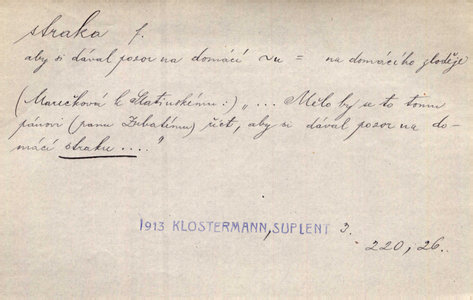 straka f.
aby si dával pozor na domácí ~u = na domácího zloděje
(Marečková k Statinskému:) „... Mělo by se to tomu
pánovi (panu Zubatému) říct, aby si dával pozor na do-
mácí straku ....“
1913 KLOSTERMANN, SUPLENT 3.
220, 26.